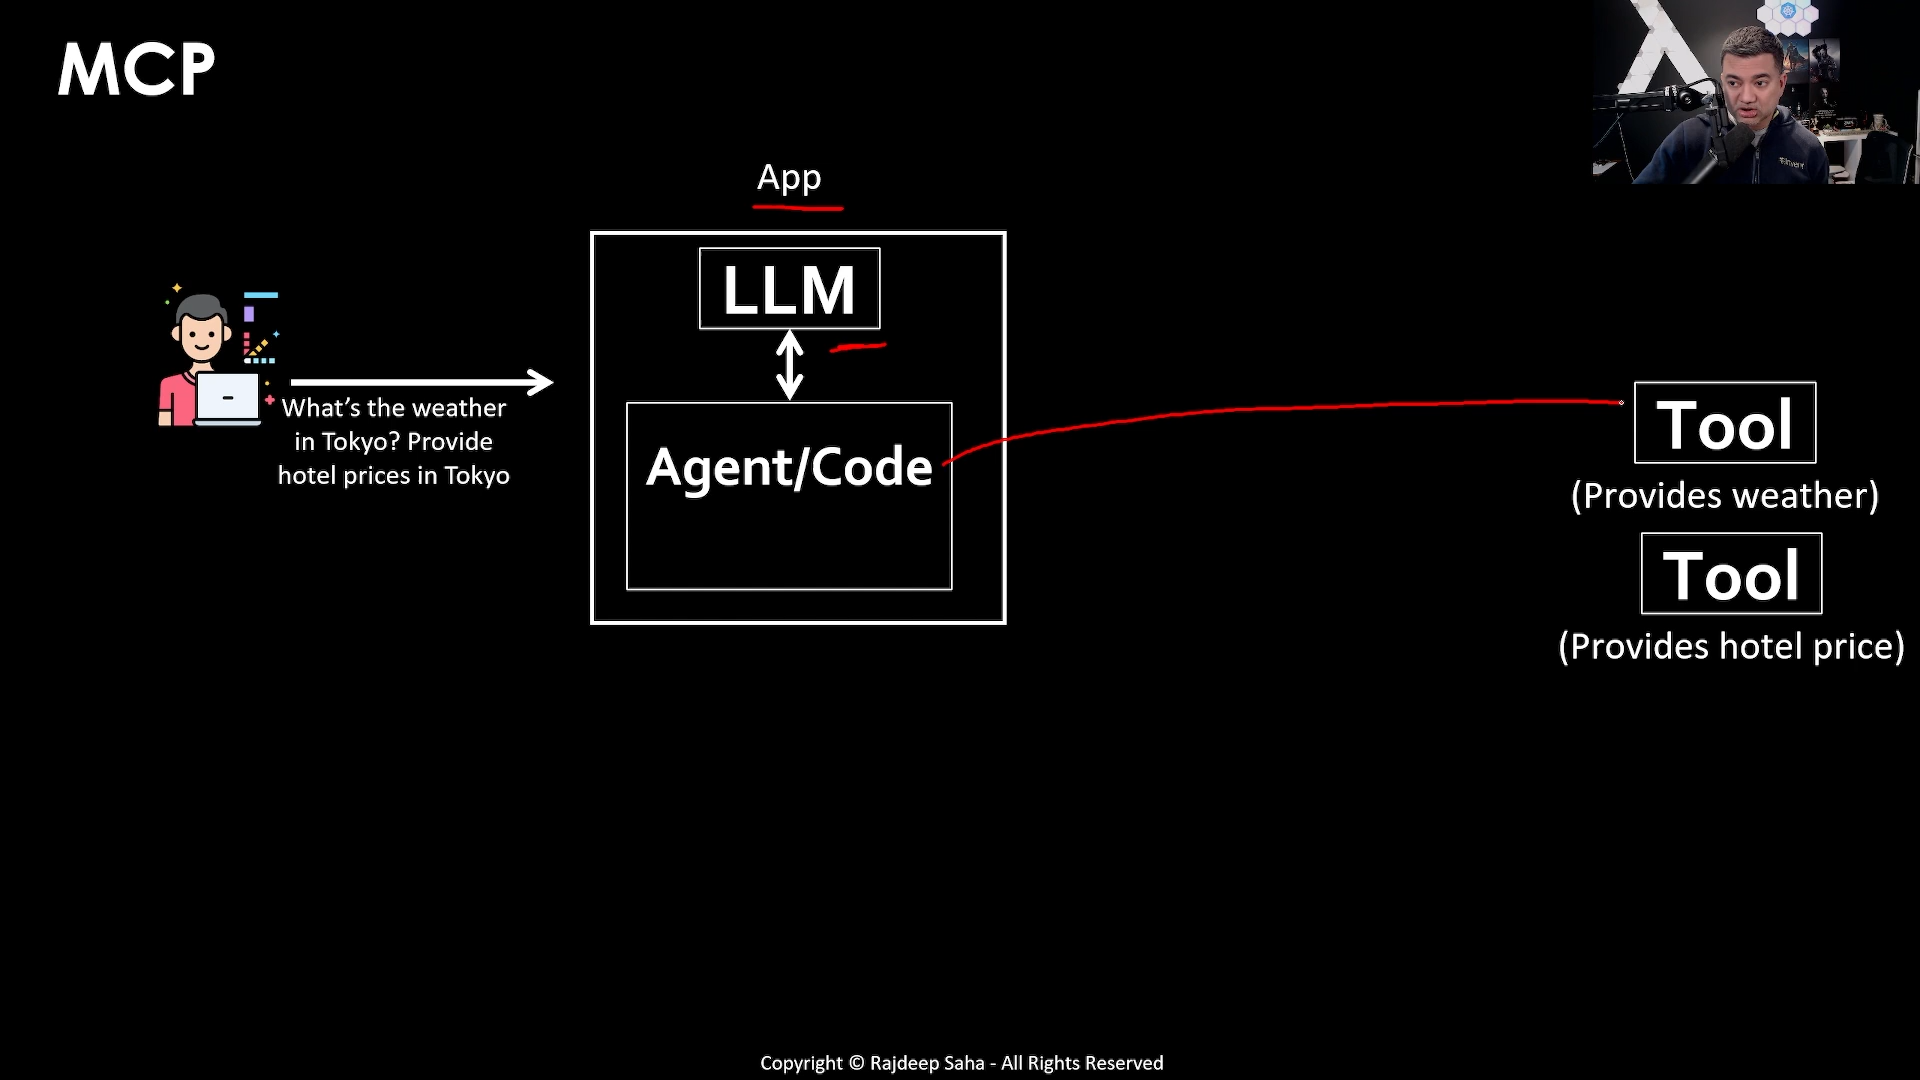 MCP
App
LLM
What's the weather
in Tokyo? Provide
hotel prices in Tokyo
Agent/Code
Tool
(Provides weather)
Tool
(Provides hotel price)
Copyright © Rajdeep Saha - All Rights Reserved